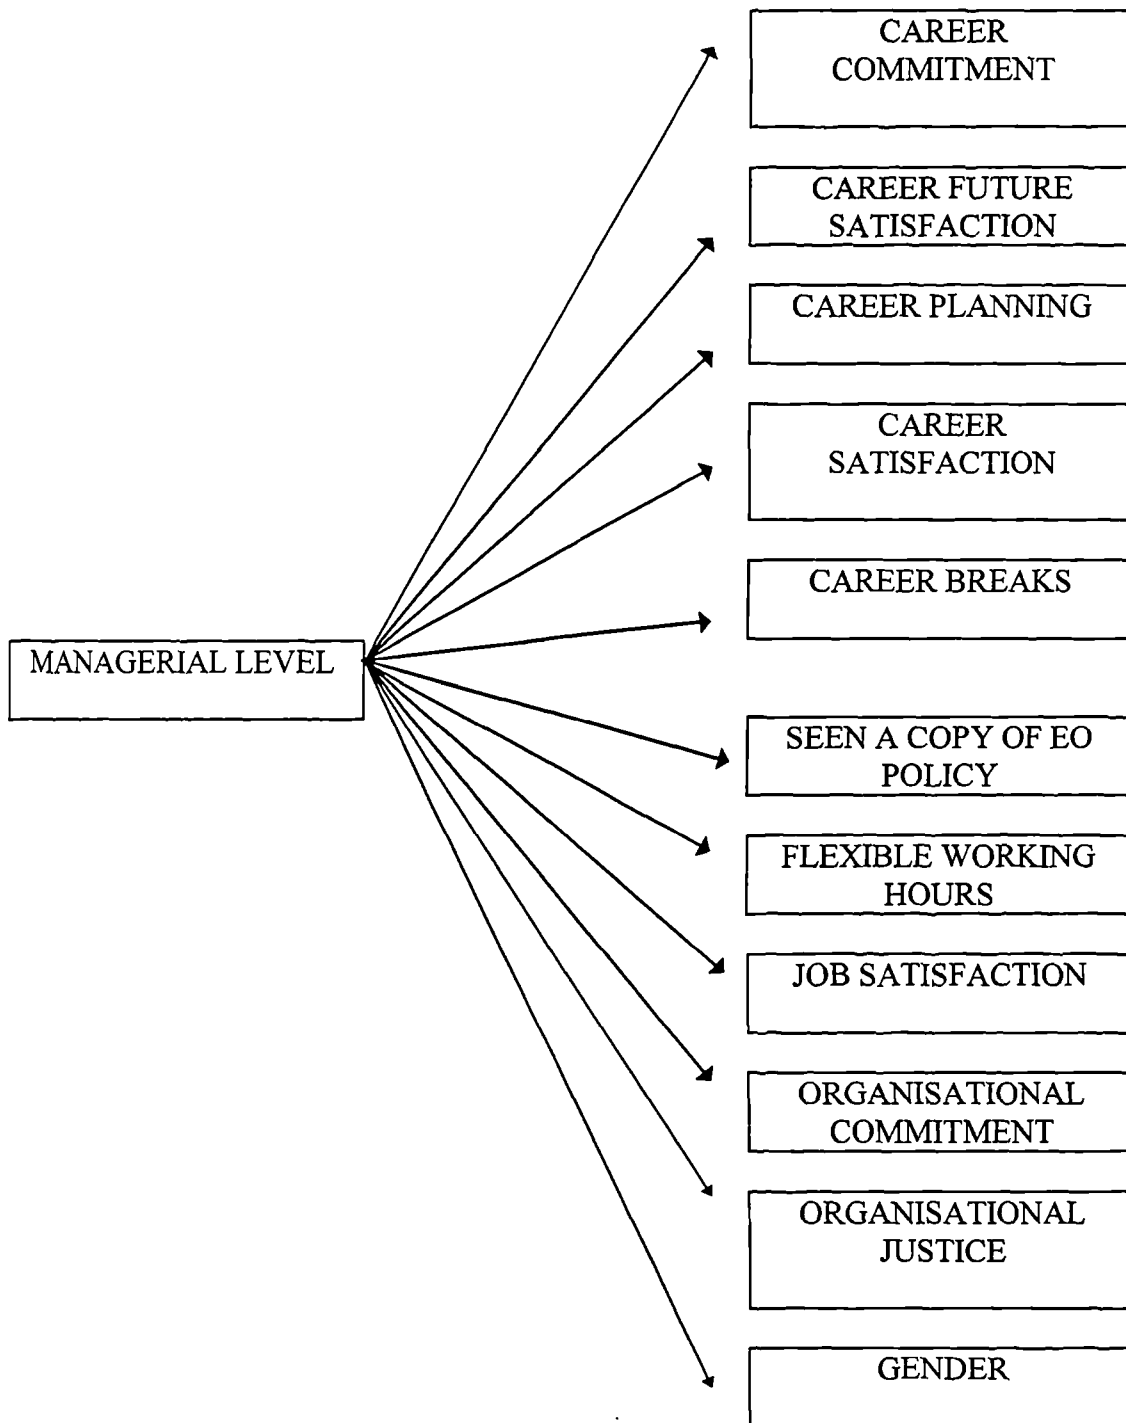 CAREER
COMMITMENT
CAREER FUTURE
SATISFACTION
CAREER PLANNING
CAREER
SATISFACTION
CAREER BREAKS
MANAGERIAL LEVEL
SEEN A COPY OF EO
POLICY
FLEXIBLE WORKING
HOURS
JOB SATISFACTION
ORGANISATIONAL
COMMITMENT
ORGANISATIONAL
JUSTICE
GENDER